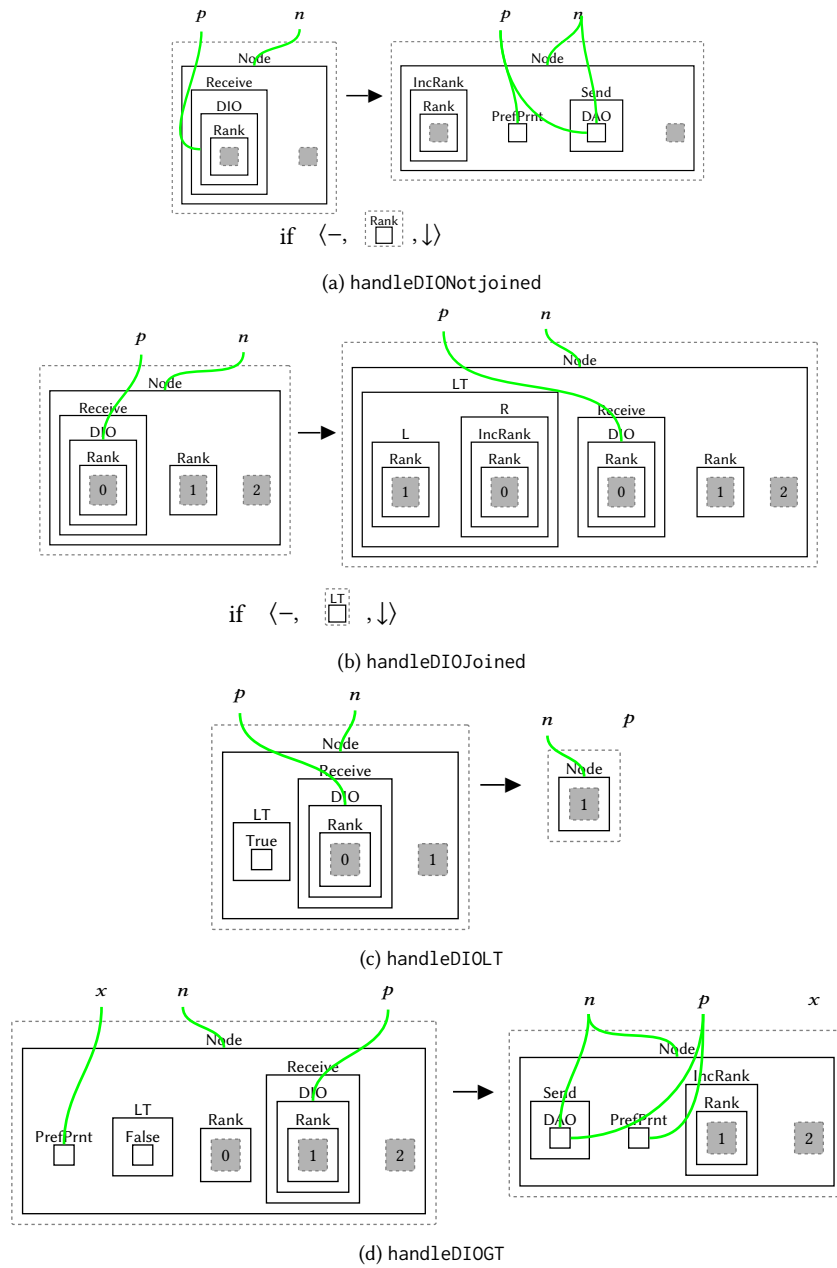 p n p n
Node Node
Receive IncRank Send
DIO Rank PrefPrnt DAO
Rank
if ⟨−, Rank , ↓⟩
(a) handleDIONotjoined
p n p n
Node Node
LT
Receive R Receive
DIO L IncRank DIO
Rank Rank Rank Rank Rank Rank
0 1 2 1 0 0 1 2
if ⟨−, LT , ↓⟩
(b) handleDIOJoined
p n n p
Node
Receive Node
DIO
LT Rank 1
True 0 1
(c) handleDIOLT
x n p n p x
Node Node
Receive IncRank
LT DIO Send Rank
PrefPrnt False Rank Rank DAO PrefPrnt
0 1 2 1 2
(d) handleDIOGT